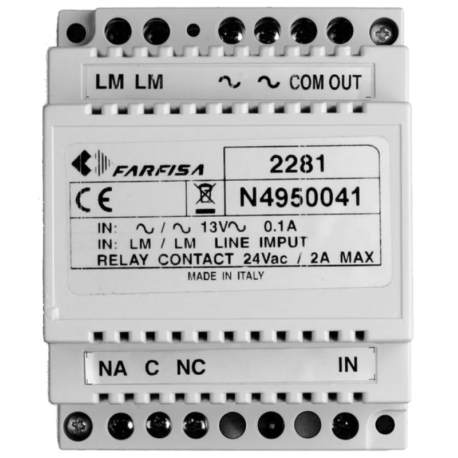 LM LM ∿ ∿ COM OUT
FARFISA 2281
CE N4950041
IN: ∿ / ∿ 13V∿ 0.1A
IN: LM / LM LINE IMPUT
RELAY CONTACT 24Vac / 2A MAX
MADE IN ITALY
NA C NC IN